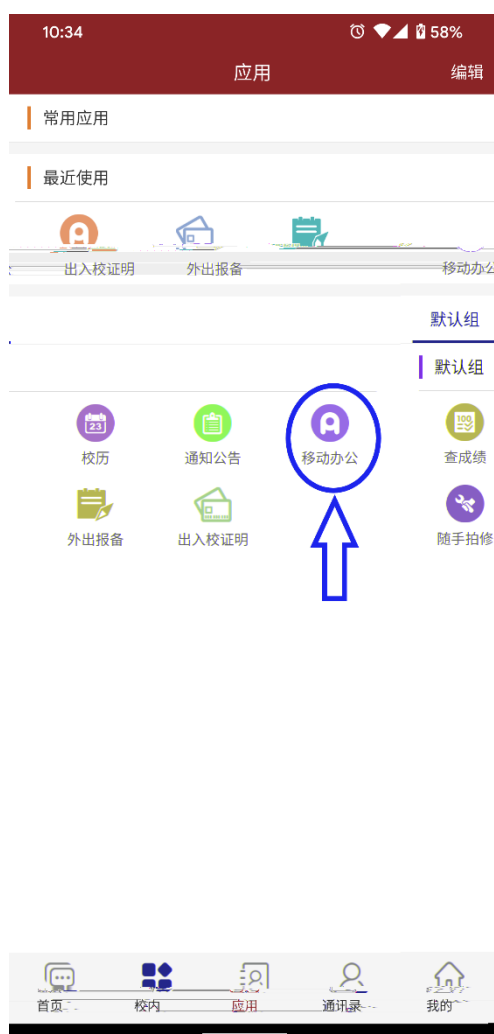 10:34 58%
应用 编辑
常用应用
最近使用
出入校证明 外出报备 移动办公
默认组
默认组
23 100
校历 通知公告 移动办公 查成绩
外出报备 出入校证明 随手拍修
首页 校内 应用 通讯录 我的